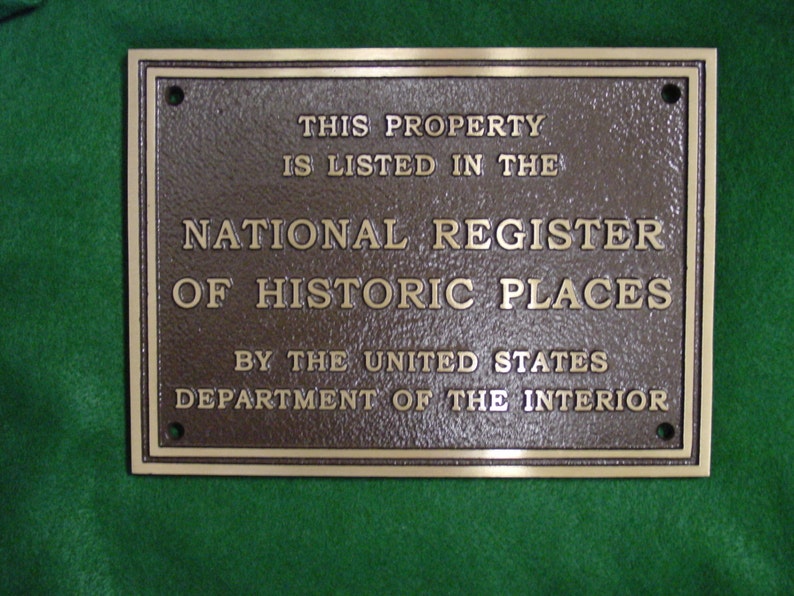 THIS PROPERTY
IS LISTED IN THE
NATIONAL REGISTER
OF HISTORIC PLACES
BY THE UNITED STATES
DEPARTMENT OF THE INTERIOR